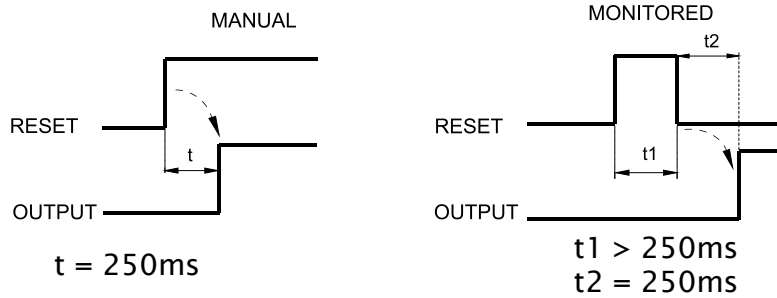 MANUAL
RESET
t
OUTPUT
t = 250ms
MONITORED
t2
RESET
t1
OUTPUT
t1 > 250ms
t2 = 250ms